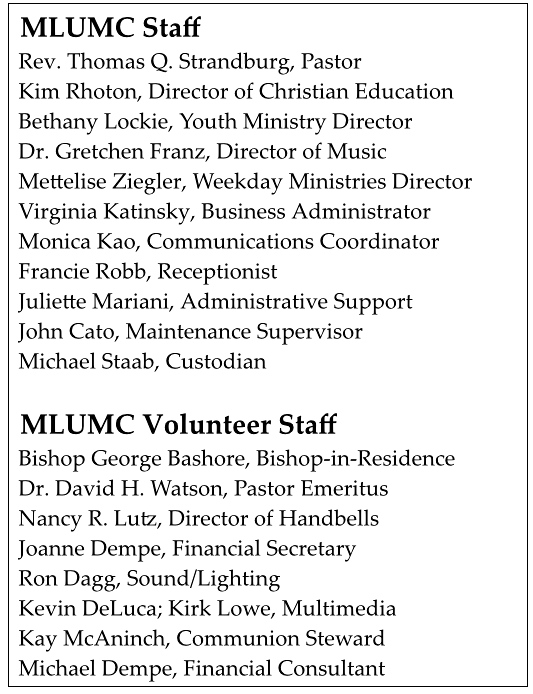 MLUMC Staff
Rev. Thomas Q. Strandburg, Pastor
Kim Rhoton, Director of Christian Education
Bethany Lockie, Youth Ministry Director
Dr. Gretchen Franz, Director of Music
Mettelise Ziegler, Weekday Ministries Director
Virginia Katinsky, Business Administrator
Monica Kao, Communications Coordinator
Francie Robb, Receptionist
Juliette Mariani, Administrative Support
John Cato, Maintenance Supervisor
Michael Staab, Custodian
MLUMC Volunteer Staff
Bishop George Bashore, Bishop-in-Residence
Dr. David H. Watson, Pastor Emeritus
Nancy R. Lutz, Director of Handbells
Joanne Dempe, Financial Secretary
Ron Dagg, Sound/Lighting
Kevin DeLuca; Kirk Lowe, Multimedia
Kay McAninch, Communion Steward
Michael Dempe, Financial Consultant